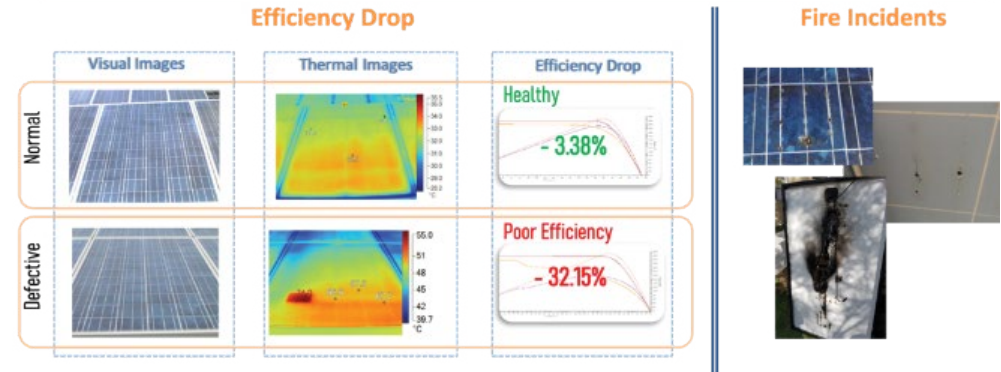 Efficiency Drop
Fire Incidents
Visual Images
Thermal Images
Efficiency Drop
Normal
Healthy
- 3.38%
°C
Defective
Poor Efficiency
- 32.15%
55.0
51
48
45
42
39.7
°C